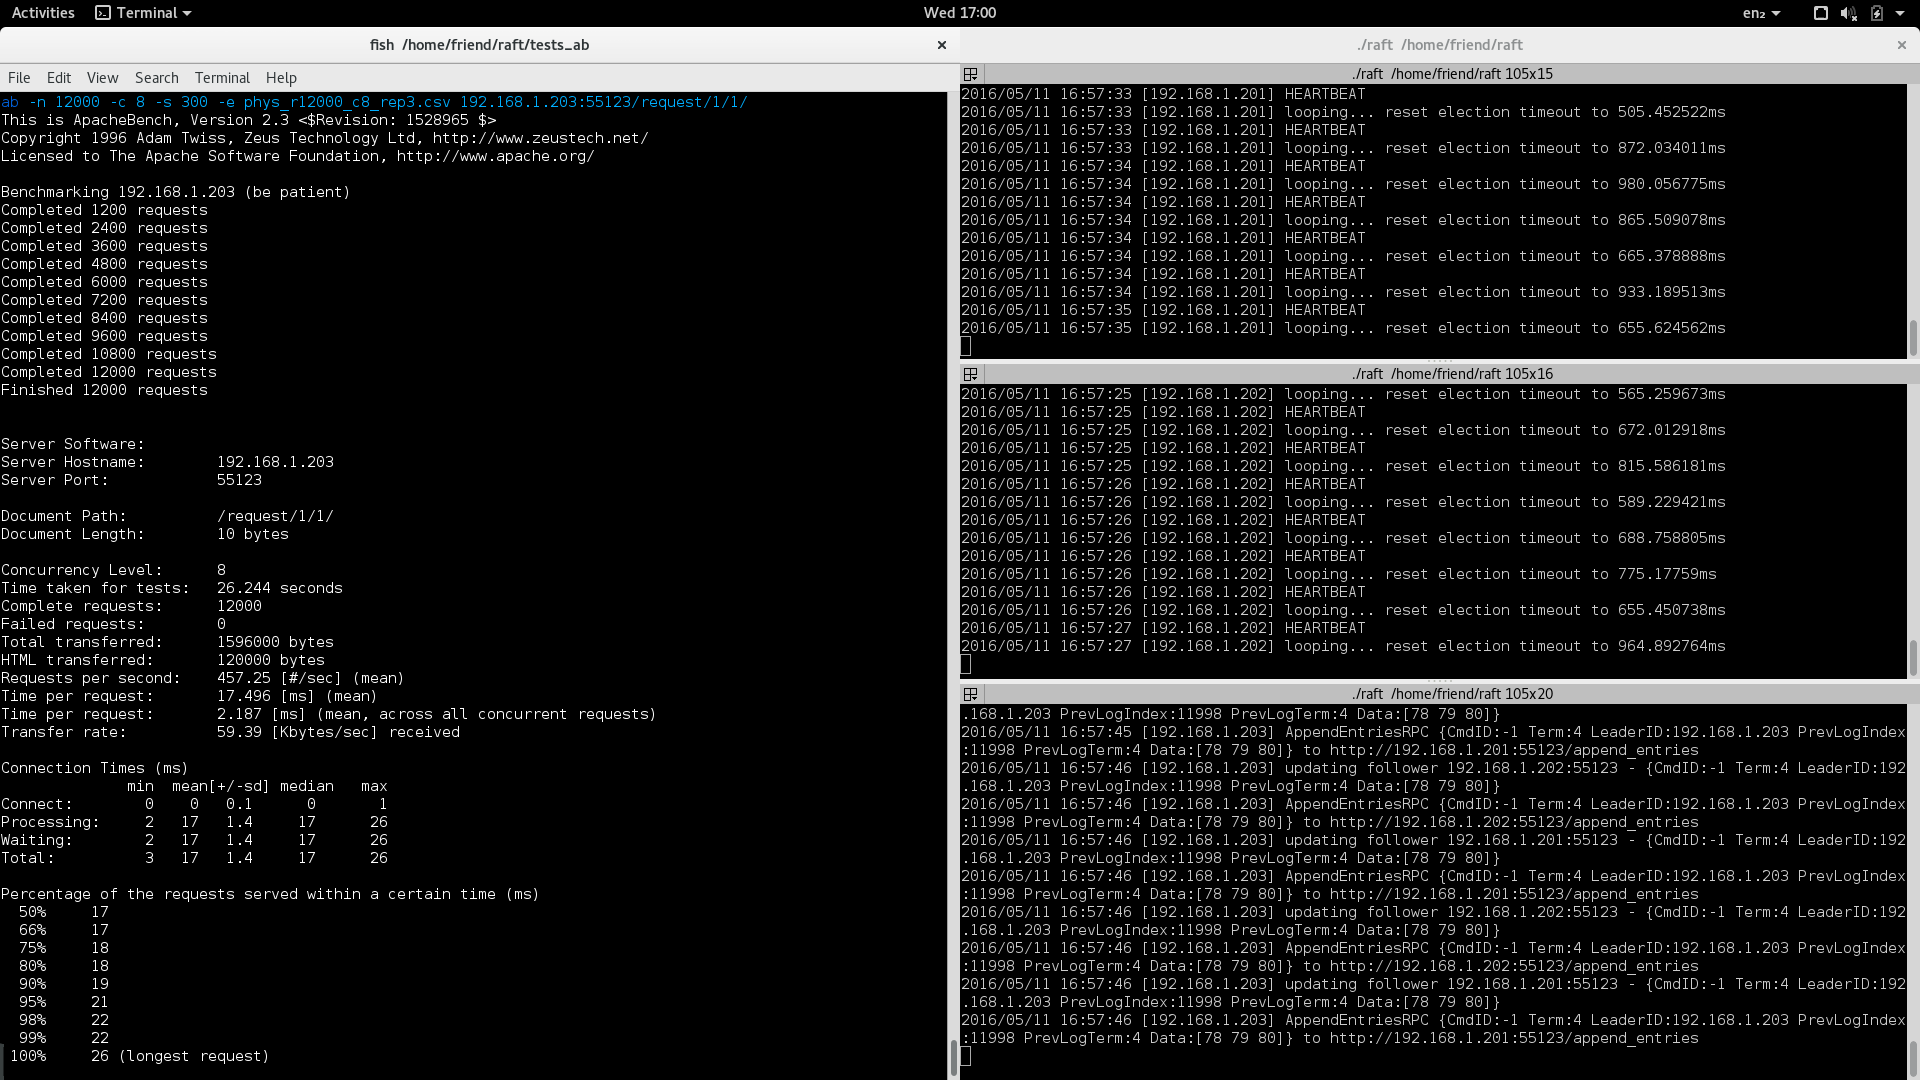 Activities Terminal Wed 17:00 en₂
fish /home/friend/raft/tests_ab
File Edit View Search Terminal Help
ab -n 12000 -c 8 -s 300 -e phys_r12000_c8_rep3.csv 192.168.1.203:55123/request/1/1/
This is ApacheBench, Version 2.3 <$Revision: 1528965 $>
Copyright 1996 Adam Twiss, Zeus Technology Ltd, http://www.zeustech.net/
Licensed to The Apache Software Foundation, http://www.apache.org/
Benchmarking 192.168.1.203 (be patient)
Completed 1200 requests
Completed 2400 requests
Completed 3600 requests
Completed 4800 requests
Completed 6000 requests
Completed 7200 requests
Completed 8400 requests
Completed 9600 requests
Completed 10800 requests
Completed 12000 requests
Finished 12000 requests
Server Software:
Server Hostname: 192.168.1.203
Server Port: 55123
Document Path: /request/1/1/
Document Length: 10 bytes
Concurrency Level: 8
Time taken for tests: 26.244 seconds
Complete requests: 12000
Failed requests: 0
Total transferred: 1596000 bytes
HTML transferred: 120000 bytes
Requests per second: 457.25 [#/sec] (mean)
Time per request: 17.496 [ms] (mean)
Time per request: 2.187 [ms] (mean, across all concurrent requests)
Transfer rate: 59.39 [Kbytes/sec] received
Connection Times (ms)
min mean[+/-sd] median max
Connect: 0 0 0.1 0 1
Processing: 2 17 1.4 17 26
Waiting: 2 17 1.4 17 26
Total: 3 17 1.4 17 26
Percentage of the requests served within a certain time (ms)
50% 17
66% 17
75% 18
80% 18
90% 19
95% 21
98% 22
99% 22
100% 26 (longest request)
./raft /home/friend/raft
./raft /home/friend/raft 105x15
2016/05/11 16:57:33 [192.168.1.201] HEARTBEAT
2016/05/11 16:57:33 [192.168.1.201] looping... reset election timeout to 505.452522ms
2016/05/11 16:57:33 [192.168.1.201] HEARTBEAT
2016/05/11 16:57:33 [192.168.1.201] looping... reset election timeout to 872.034011ms
2016/05/11 16:57:34 [192.168.1.201] HEARTBEAT
2016/05/11 16:57:34 [192.168.1.201] looping... reset election timeout to 980.056775ms
2016/05/11 16:57:34 [192.168.1.201] HEARTBEAT
2016/05/11 16:57:34 [192.168.1.201] looping... reset election timeout to 865.509078ms
2016/05/11 16:57:34 [192.168.1.201] HEARTBEAT
2016/05/11 16:57:34 [192.168.1.201] looping... reset election timeout to 665.378888ms
2016/05/11 16:57:34 [192.168.1.201] HEARTBEAT
2016/05/11 16:57:34 [192.168.1.201] looping... reset election timeout to 933.189513ms
2016/05/11 16:57:35 [192.168.1.201] HEARTBEAT
2016/05/11 16:57:35 [192.168.1.201] looping... reset election timeout to 655.624562ms
./raft /home/friend/raft 105x16
2016/05/11 16:57:25 [192.168.1.202] looping... reset election timeout to 565.259673ms
2016/05/11 16:57:25 [192.168.1.202] HEARTBEAT
2016/05/11 16:57:25 [192.168.1.202] looping... reset election timeout to 672.012918ms
2016/05/11 16:57:25 [192.168.1.202] HEARTBEAT
2016/05/11 16:57:25 [192.168.1.202] looping... reset election timeout to 815.586181ms
2016/05/11 16:57:26 [192.168.1.202] HEARTBEAT
2016/05/11 16:57:26 [192.168.1.202] looping... reset election timeout to 589.229421ms
2016/05/11 16:57:26 [192.168.1.202] HEARTBEAT
2016/05/11 16:57:26 [192.168.1.202] looping... reset election timeout to 688.758805ms
2016/05/11 16:57:26 [192.168.1.202] HEARTBEAT
2016/05/11 16:57:26 [192.168.1.202] looping... reset election timeout to 775.17759ms
2016/05/11 16:57:26 [192.168.1.202] HEARTBEAT
2016/05/11 16:57:26 [192.168.1.202] looping... reset election timeout to 655.450738ms
2016/05/11 16:57:27 [192.168.1.202] HEARTBEAT
2016/05/11 16:57:27 [192.168.1.202] looping... reset election timeout to 964.892764ms
./raft /home/friend/raft 105x20
.168.1.203 PrevLogIndex:11998 PrevLogTerm:4 Data:[78 79 80]}
2016/05/11 16:57:45 [192.168.1.203] AppendEntriesRPC {CmdID:-1 Term:4 LeaderID:192.168.1.203 PrevLogIndex
:11998 PrevLogTerm:4 Data:[78 79 80]} to http://192.168.1.201:55123/append_entries
2016/05/11 16:57:46 [192.168.1.203] updating follower 192.168.1.202:55123 - {CmdID:-1 Term:4 LeaderID:192
.168.1.203 PrevLogIndex:11998 PrevLogTerm:4 Data:[78 79 80]}
2016/05/11 16:57:46 [192.168.1.203] AppendEntriesRPC {CmdID:-1 Term:4 LeaderID:192.168.1.203 PrevLogIndex
:11998 PrevLogTerm:4 Data:[78 79 80]} to http://192.168.1.202:55123/append_entries
2016/05/11 16:57:46 [192.168.1.203] updating follower 192.168.1.201:55123 - {CmdID:-1 Term:4 LeaderID:192
.168.1.203 PrevLogIndex:11998 PrevLogTerm:4 Data:[78 79 80]}
2016/05/11 16:57:46 [192.168.1.203] AppendEntriesRPC {CmdID:-1 Term:4 LeaderID:192.168.1.203 PrevLogIndex
:11998 PrevLogTerm:4 Data:[78 79 80]} to http://192.168.1.201:55123/append_entries
2016/05/11 16:57:46 [192.168.1.203] updating follower 192.168.1.202:55123 - {CmdID:-1 Term:4 LeaderID:192
.168.1.203 PrevLogIndex:11998 PrevLogTerm:4 Data:[78 79 80]}
2016/05/11 16:57:46 [192.168.1.203] AppendEntriesRPC {CmdID:-1 Term:4 LeaderID:192.168.1.203 PrevLogIndex
:11998 PrevLogTerm:4 Data:[78 79 80]} to http://192.168.1.202:55123/append_entries
2016/05/11 16:57:46 [192.168.1.203] updating follower 192.168.1.201:55123 - {CmdID:-1 Term:4 LeaderID:192
.168.1.203 PrevLogIndex:11998 PrevLogTerm:4 Data:[78 79 80]}
2016/05/11 16:57:46 [192.168.1.203] AppendEntriesRPC {CmdID:-1 Term:4 LeaderID:192.168.1.203 PrevLogIndex
:11998 PrevLogTerm:4 Data:[78 79 80]} to http://192.168.1.201:55123/append_entries